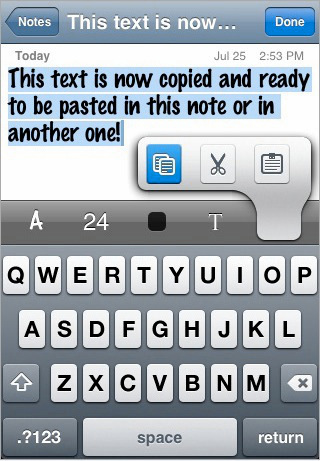 Notes
This text is now…
Done
Today
Jul 25
2:53 PM
This text is now copied and ready
to be pasted in this note or in
another one!
A
24
T
Q W E R T Y U I O P
A S D F G H J K L
Z X C V B N M
.?123
space
return